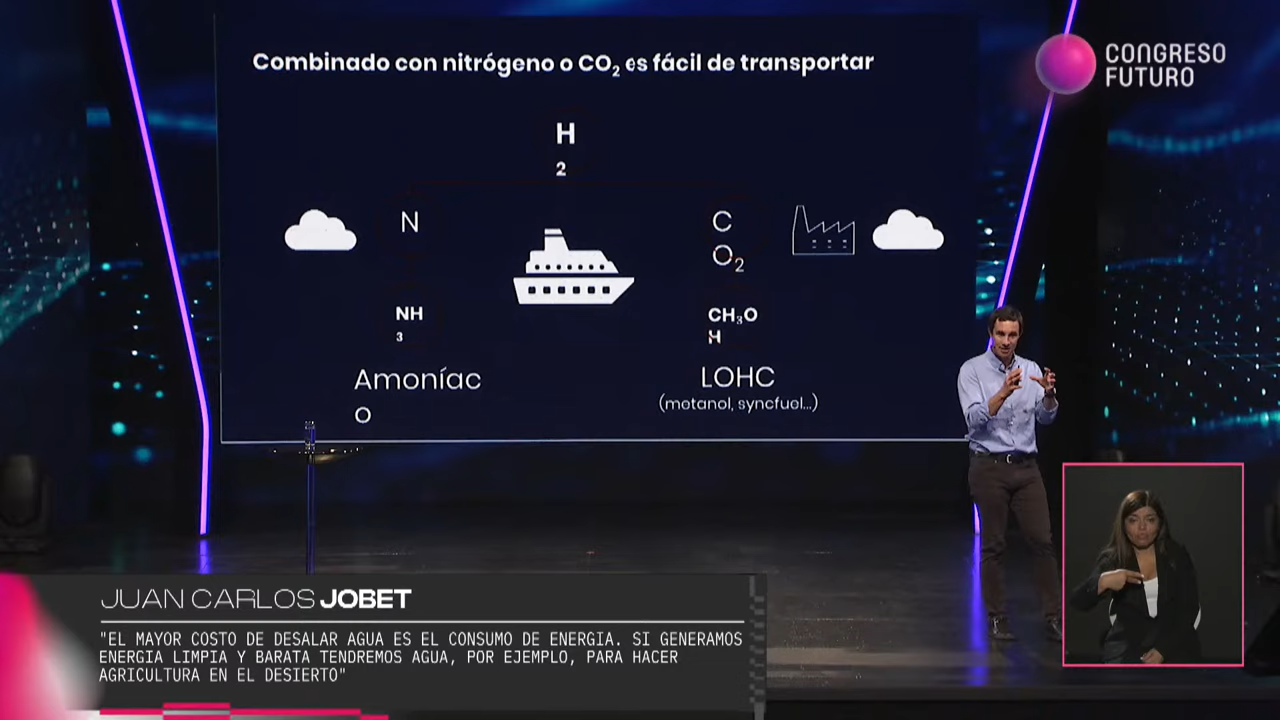 Combinado con nitrógeno o CO₂ es fácil de transportar
CONGRESO
FUTURO
H
2
N
C
O₂
NH
3
CH₃O
H
Amoníac
o
LOHC
(metanol, syncfuel...)
JUAN CARLOS JOBET
"EL MAYOR COSTO DE DESALAR AGUA ES EL CONSUMO DE ENERGIA. SI GENERAMOS
ENERGIA LIMPIA Y BARATA TENDREMOS AGUA, POR EJEMPLO, PARA HACER
AGRICULTURA EN EL DESIERTO"